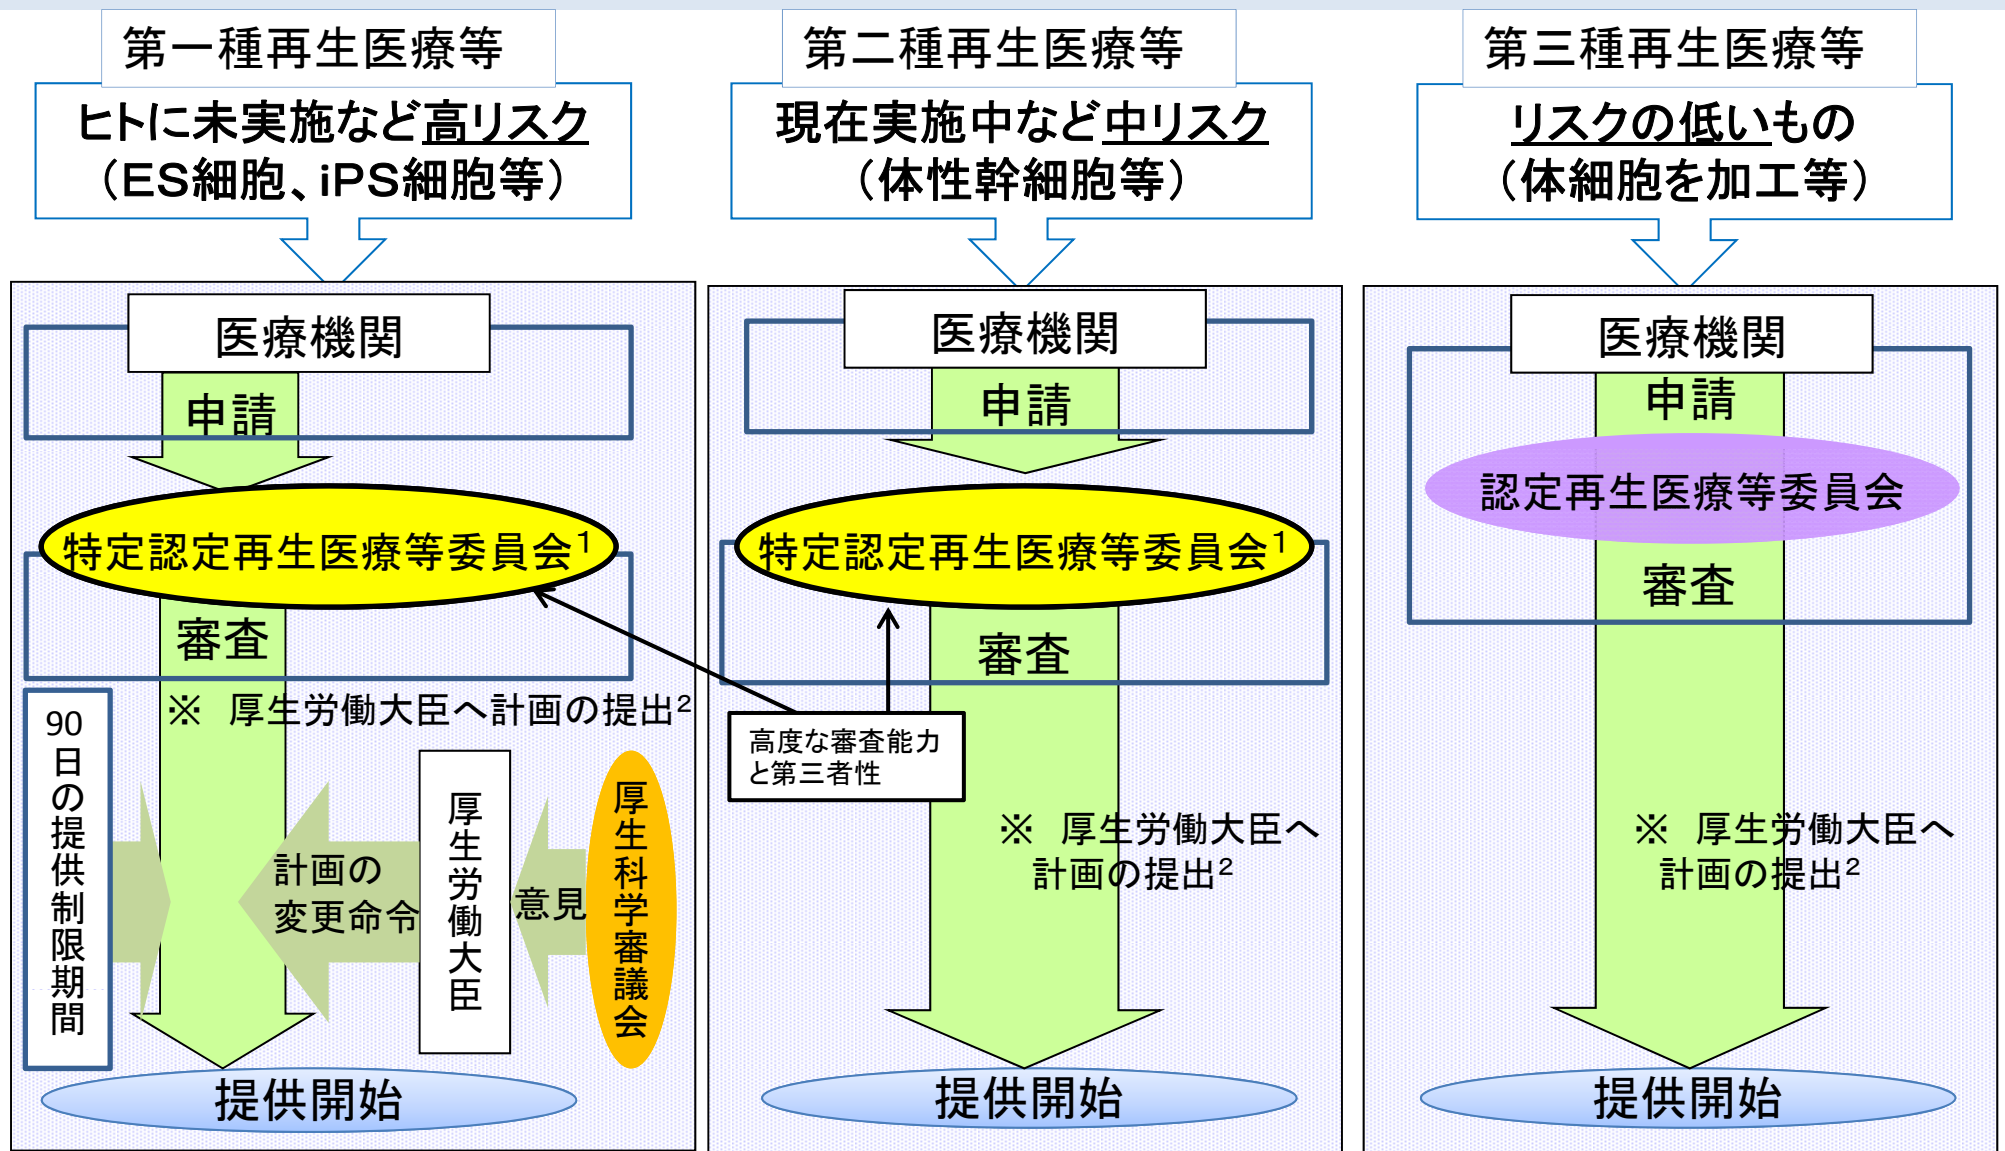 第一種再生医療等
ヒトに未実施など高リスク
（ES細胞、iPS細胞等）
医療機関
申請
特定認定再生医療等委員会1
審査
※ 厚生労働大臣へ計画の提出2
90
日の提供制限期間
計画の
変更命令
厚生労働大臣
意見
厚生科学審議会
提供開始
第二種再生医療等
現在実施中など中リスク
（体性幹細胞等）
医療機関
申請
特定認定再生医療等委員会1
審査
高度な審査能力
と第三者性
※ 厚生労働大臣へ
計画の提出2
提供開始
第三種再生医療等
リスクの低いもの
（体細胞を加工等）
医療機関
申請
認定再生医療等委員会
審査
※ 厚生労働大臣へ
計画の提出2
提供開始